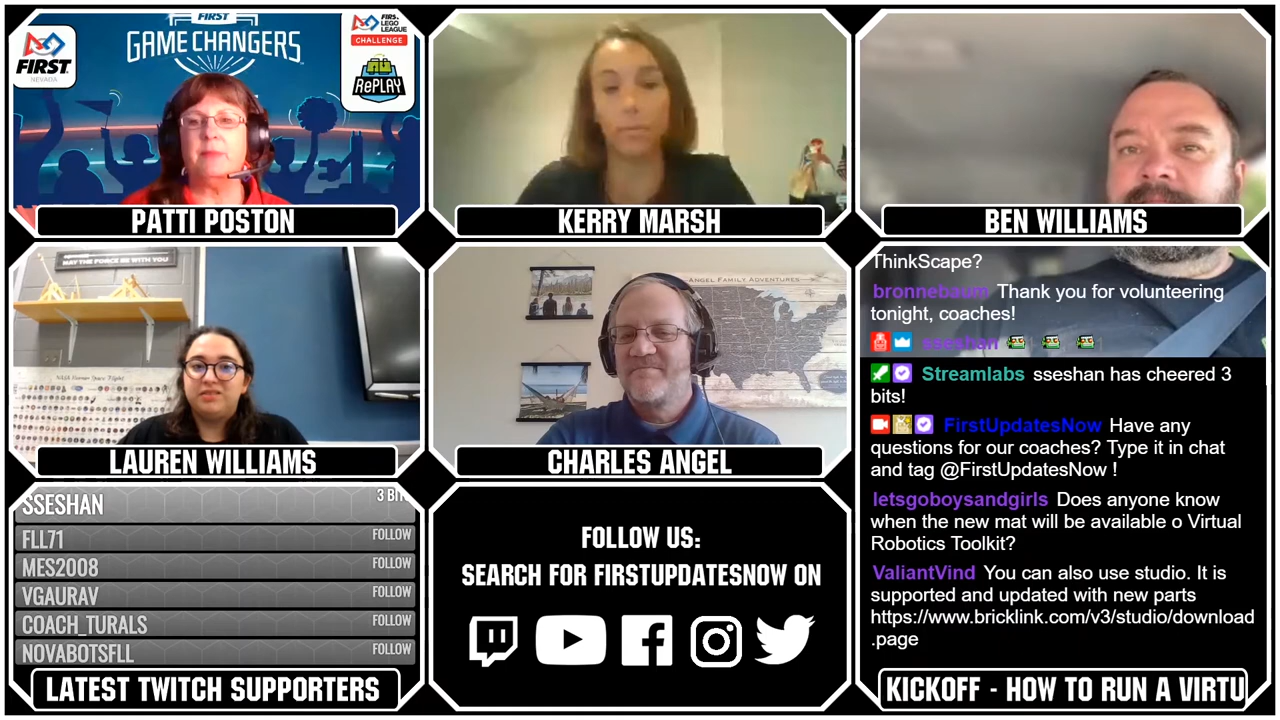 FIRST
GAME CHANGERS
FIRST
NEVADA
FIRST
LEGO
LEAGUE
CHALLENGE
RePLAY
PATTI POSTON
KERRY MARSH
BEN WILLIAMS
MAY THE FORCE BE WITH YOU
LAUREN WILLIAMS
ANGEL FAMILY ADVENTURES
CHARLES ANGEL
ThinkScape?
bronnebaum Thank you for volunteering
tonight, coaches!
sseshan
Streamlabs sseshan has cheered 3
bits!
FirstUpdatesNow Have any
questions for our coaches? Type it in chat
and tag @FirstUpdatesNow !
letsgoboysandgirls Does anyone know
when the new mat will be available o Virtual
Robotics Toolkit?
ValiantVind You can also use studio. It is
supported and updated with new parts
https://www.bricklink.com/v3/studio/download
.page
SSESHAN 3 BIT
FLL71 FOLLOW
MES2008 FOLLOW
VGAURAV FOLLOW
COACH_TURALS FOLLOW
NOVABOTSFLL FOLLOW
LATEST TWITCH SUPPORTERS
FOLLOW US:
SEARCH FOR FIRSTUPDATESNOW ON
KICKOFF - HOW TO RUN A VIRTU